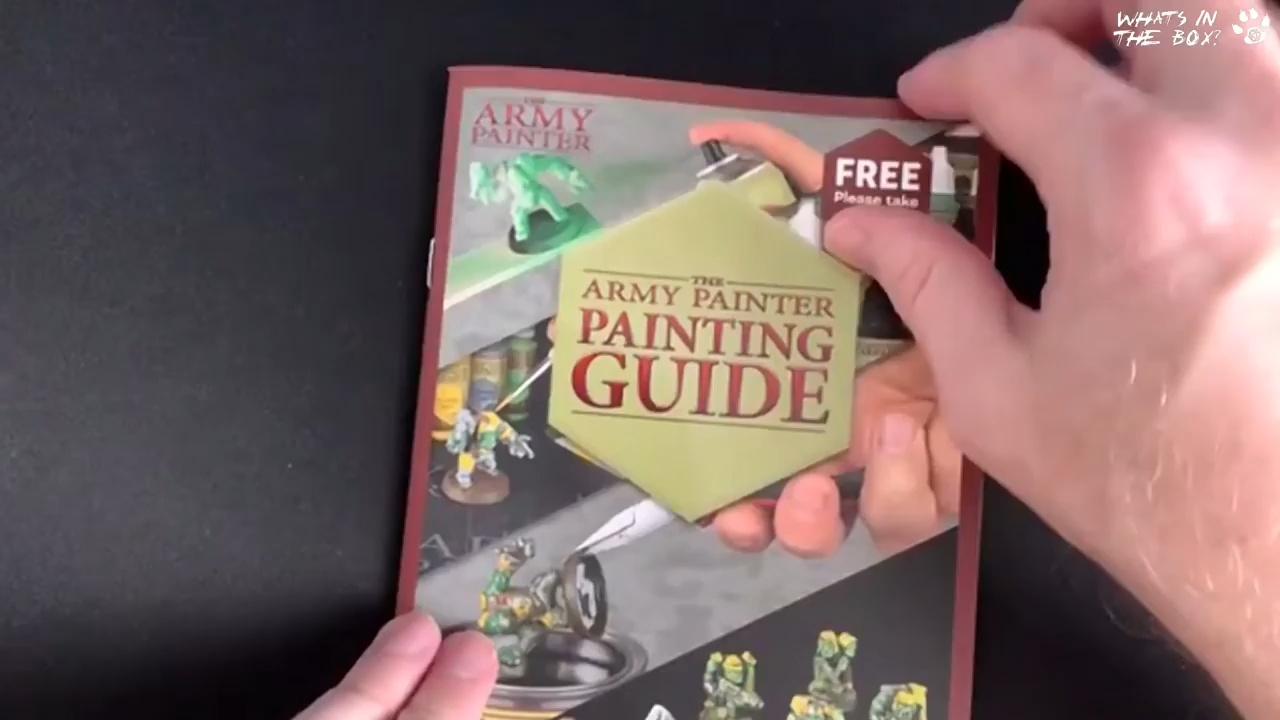 WHATS IN
THE BOX?
THE
ARMY
PAINTER
FREE
Please take
THE
ARMY PAINTER
PAINTING
GUIDE